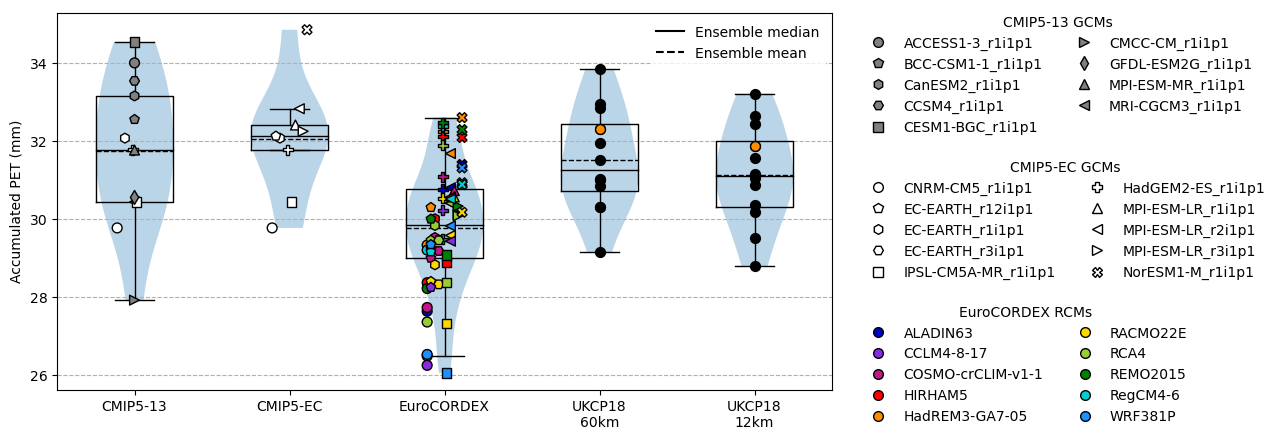 Accumulated PET (mm)
34
32
30
28
26
Ensemble median
Ensemble mean
CMIP5-13
CMIP5-EC
EuroCORDEX
UKCP18
60km
UKCP18
12km
CMIP5-13 GCMs
ACCESS1-3_r1i1p1
BCC-CSM1-1_r1i1p1
CanESM2_r1i1p1
CCSM4_r1i1p1
CESM1-BGC_r1i1p1
CMCC-CM_r1i1p1
GFDL-ESM2G_r1i1p1
MPI-ESM-MR_r1i1p1
MRI-CGCM3_r1i1p1
CMIP5-EC GCMs
CNRM-CM5_r1i1p1
EC-EARTH_r12i1p1
EC-EARTH_r1i1p1
EC-EARTH_r3i1p1
IPSL-CM5A-MR_r1i1p1
HadGEM2-ES_r1i1p1
MPI-ESM-LR_r1i1p1
MPI-ESM-LR_r2i1p1
MPI-ESM-LR_r3i1p1
NorESM1-M_r1i1p1
EuroCORDEX RCMs
ALADIN63
CCLM4-8-17
COSMO-crCLIM-v1-1
HIRHAM5
HadREM3-GA7-05
RACMO22E
RCA4
REMO2015
RegCM4-6
WRF381P